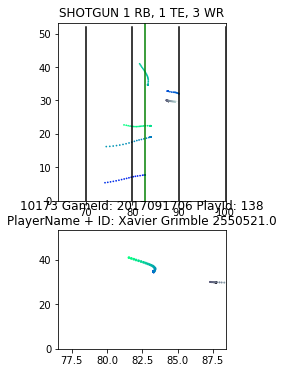 SHOTGUN 1 RB, 1 TE, 3 WR
50
40
30
20
10
0
70 80 90 100
10173 GameId: 2017091706 PlayId: 138
PlayerName + ID: Xavier Grimble 2550521.0
40
20
0
77.5 80.0 82.5 85.0 87.5